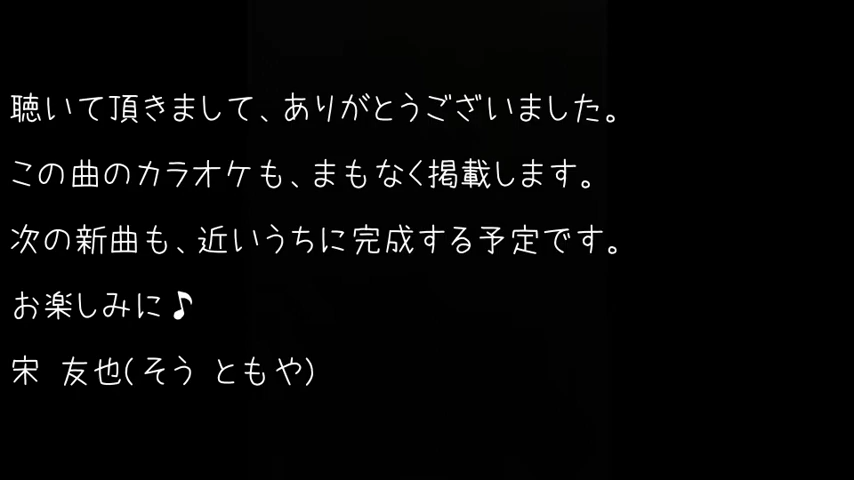 聴いて頂きまして、ありがとうございました。
この曲のカラオケも、まもなく掲載します。
次の新曲も、近いうちに完成する予定です。
お楽しみに♪
宋 友也(そう ともや)